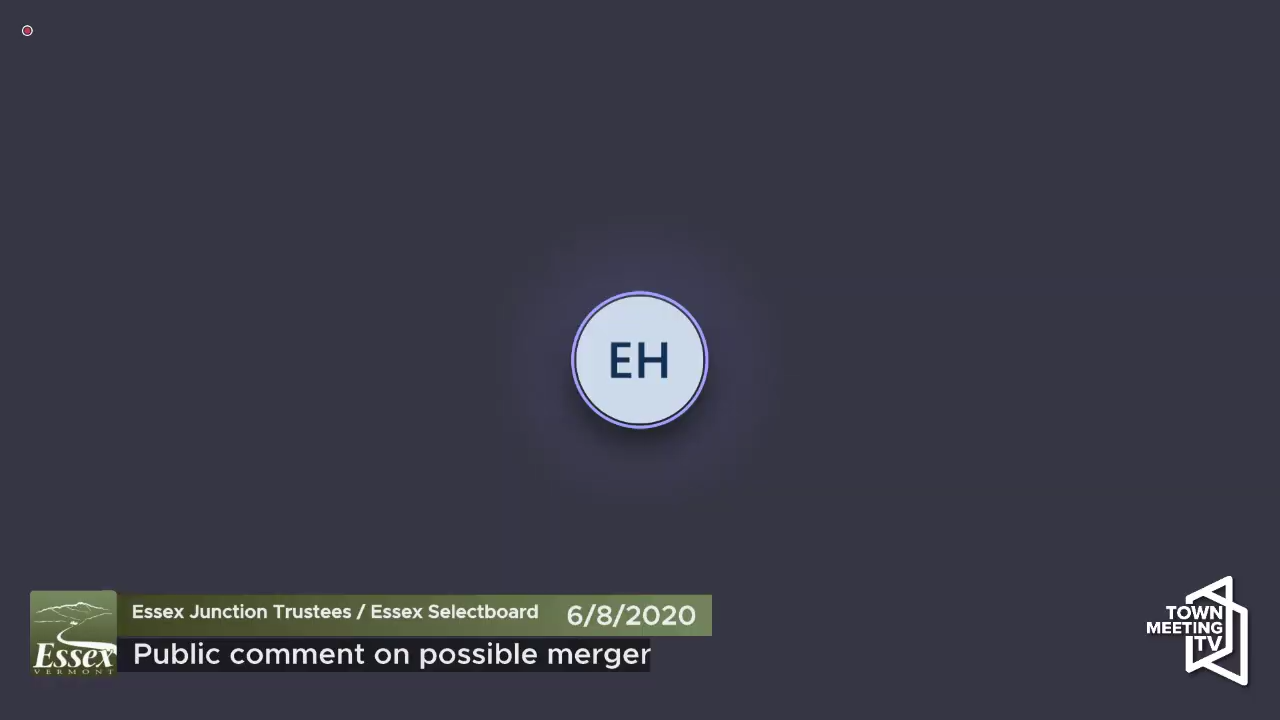 EH
Essex Junction Trustees / Essex Selectboard 6/8/2020
Public comment on possible merger
Essex
VERMONT
TOWN
MEETING
TV